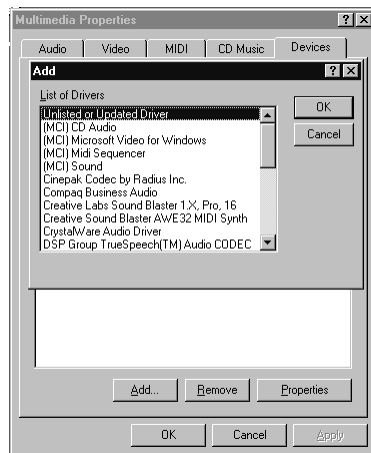 Multimedia Properties
Audio Video MIDI CD Music Devices
Add
List of Drivers
Unlisted or Updated Driver
(MCI) CD Audio
(MCI) Microsoft Video for Windows
(MCI) Midi Sequencer
(MCI) Sound
Cinepak Codec by Radius Inc.
Compaq Business Audio
Creative Labs Sound Blaster 1.X, Pro, 16
Creative Sound Blaster AWE32 MIDI Synth
CrystalWare Audio Driver
DSP Group TrueSpeech(TM) Audio CODEC
OK
Cancel
Add... Remove Properties
OK Cancel Apply